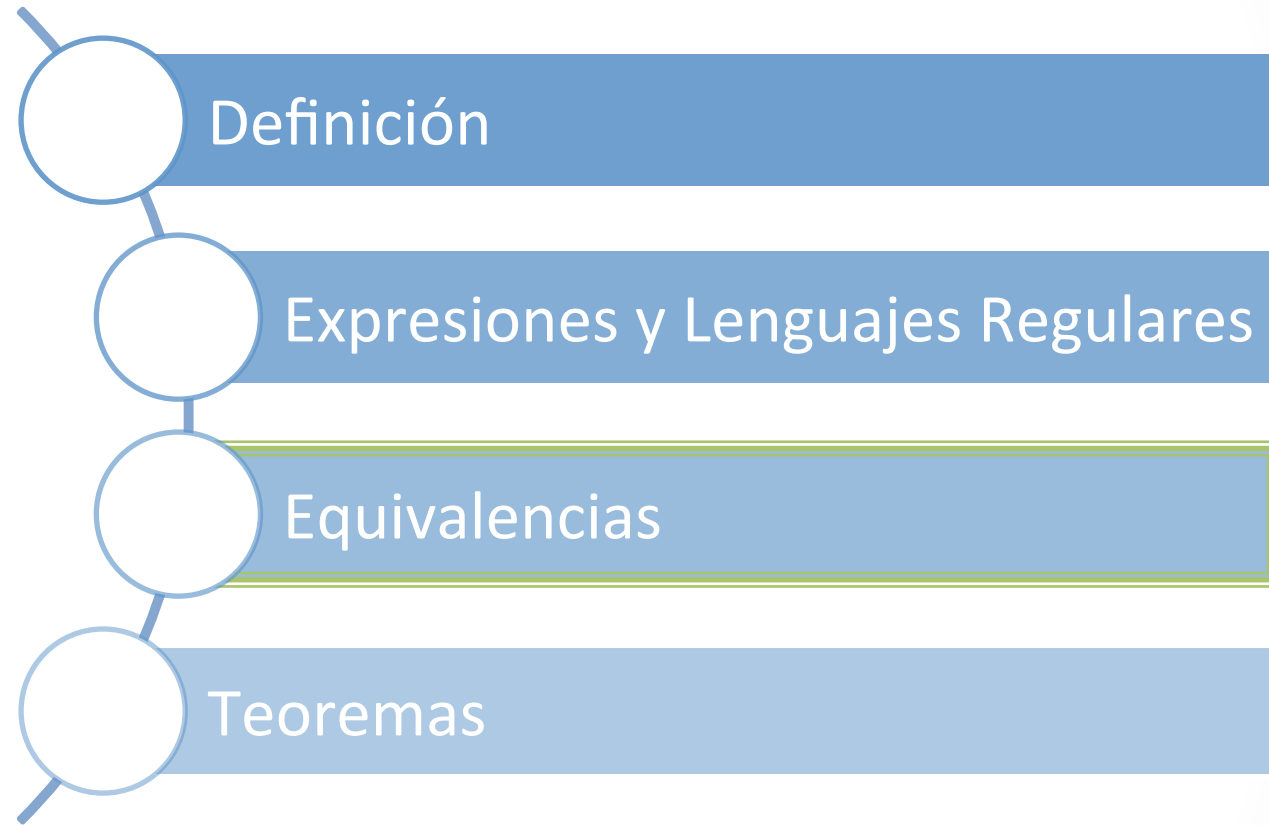 Definición
Expresiones y Lenguajes Regulares
Equivalencias
Teoremas